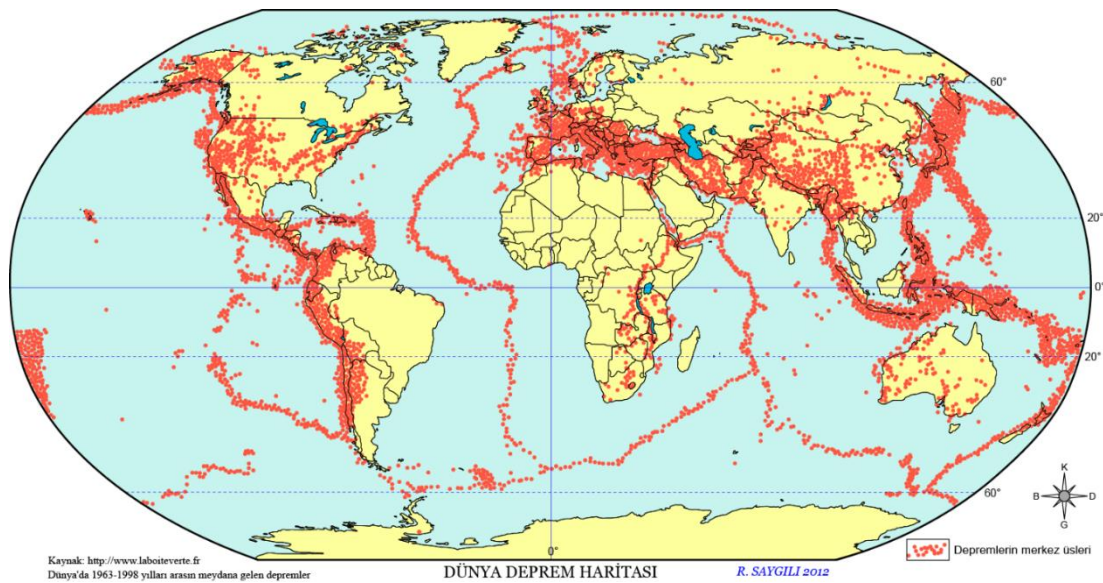 60°
20°
0°
20°
60°
0°
K
B
D
G
Depremlerin merkez üsleri
Kaynak: http://www.labositeverte.fr
Dünya'da 1963-1998 yılları arasın meydana gelen depremler
DÜNYA DEPREM HARİTASI
R. SAYGILI 2012